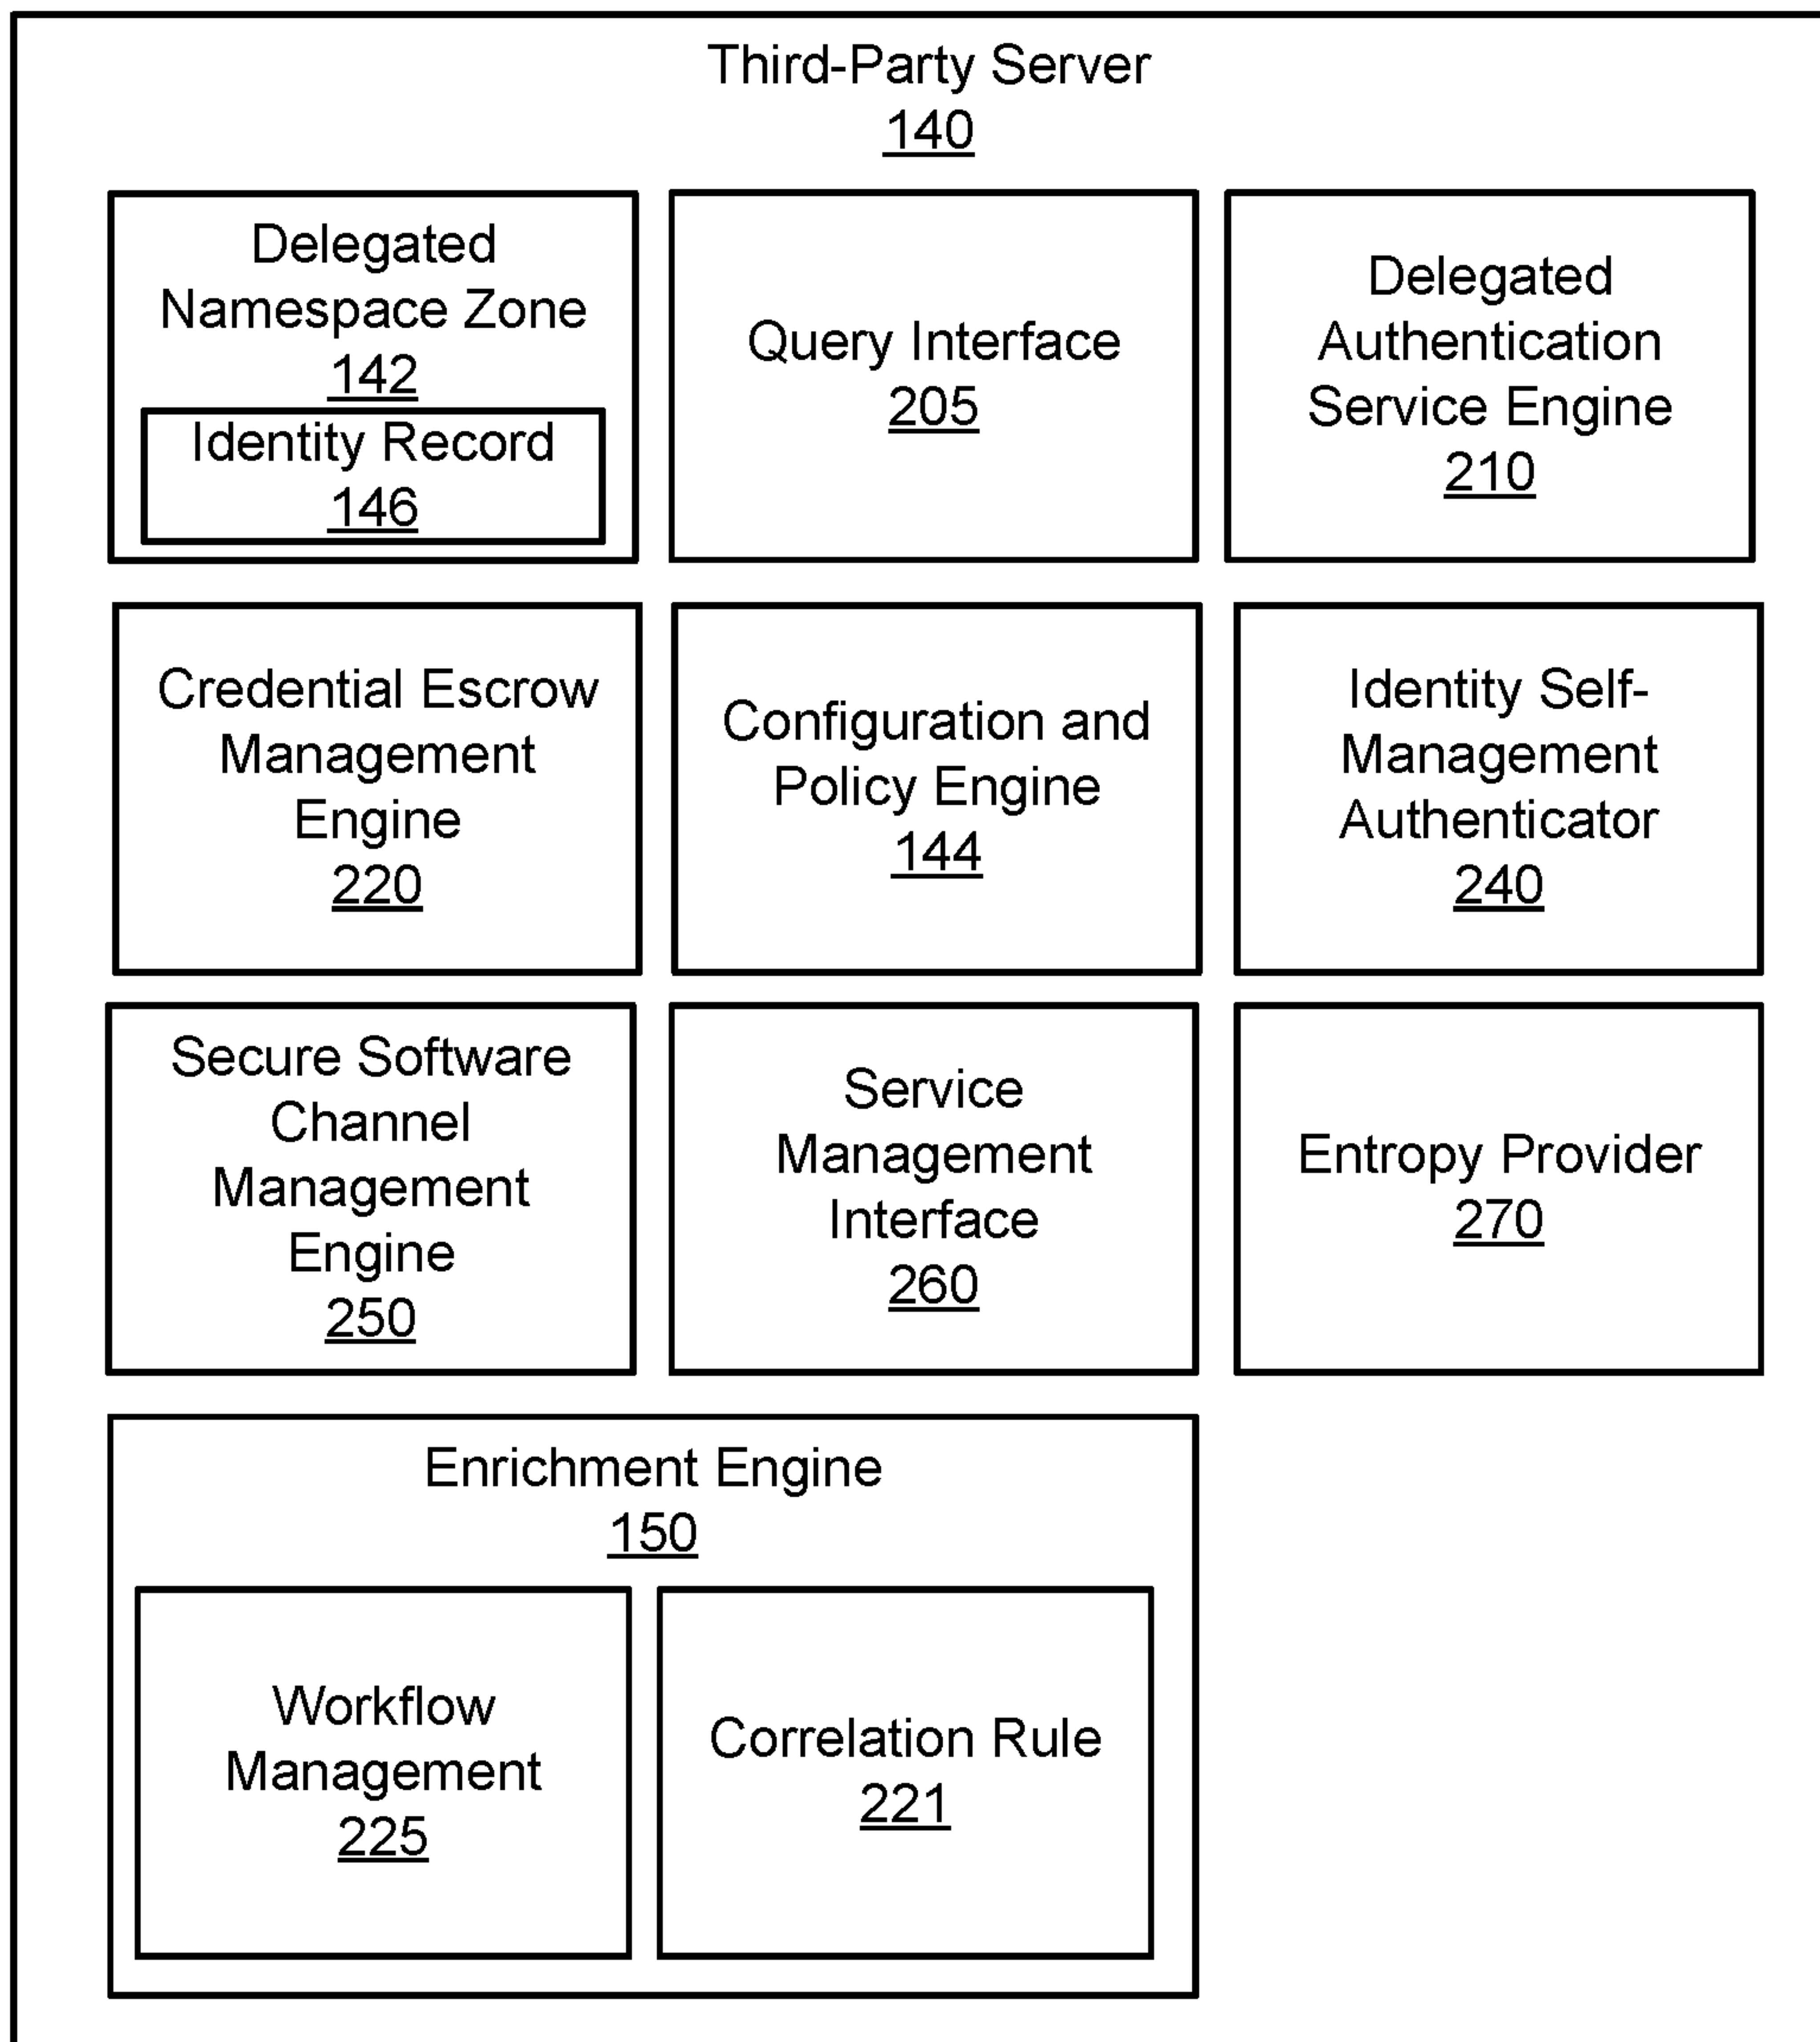 Third-Party Server
140
Delegated
Namespace Zone
142
Identity Record
146
Query Interface
205
Delegated
Authentication
Service Engine
210
Credential Escrow
Management
Engine
220
Configuration and
Policy Engine
144
Identity Self-
Management
Authenticator
240
Secure Software
Channel
Management
Engine
250
Service
Management
Interface
260
Entropy Provider
270
Enrichment Engine
150
Workflow
Management
225
Correlation Rule
221